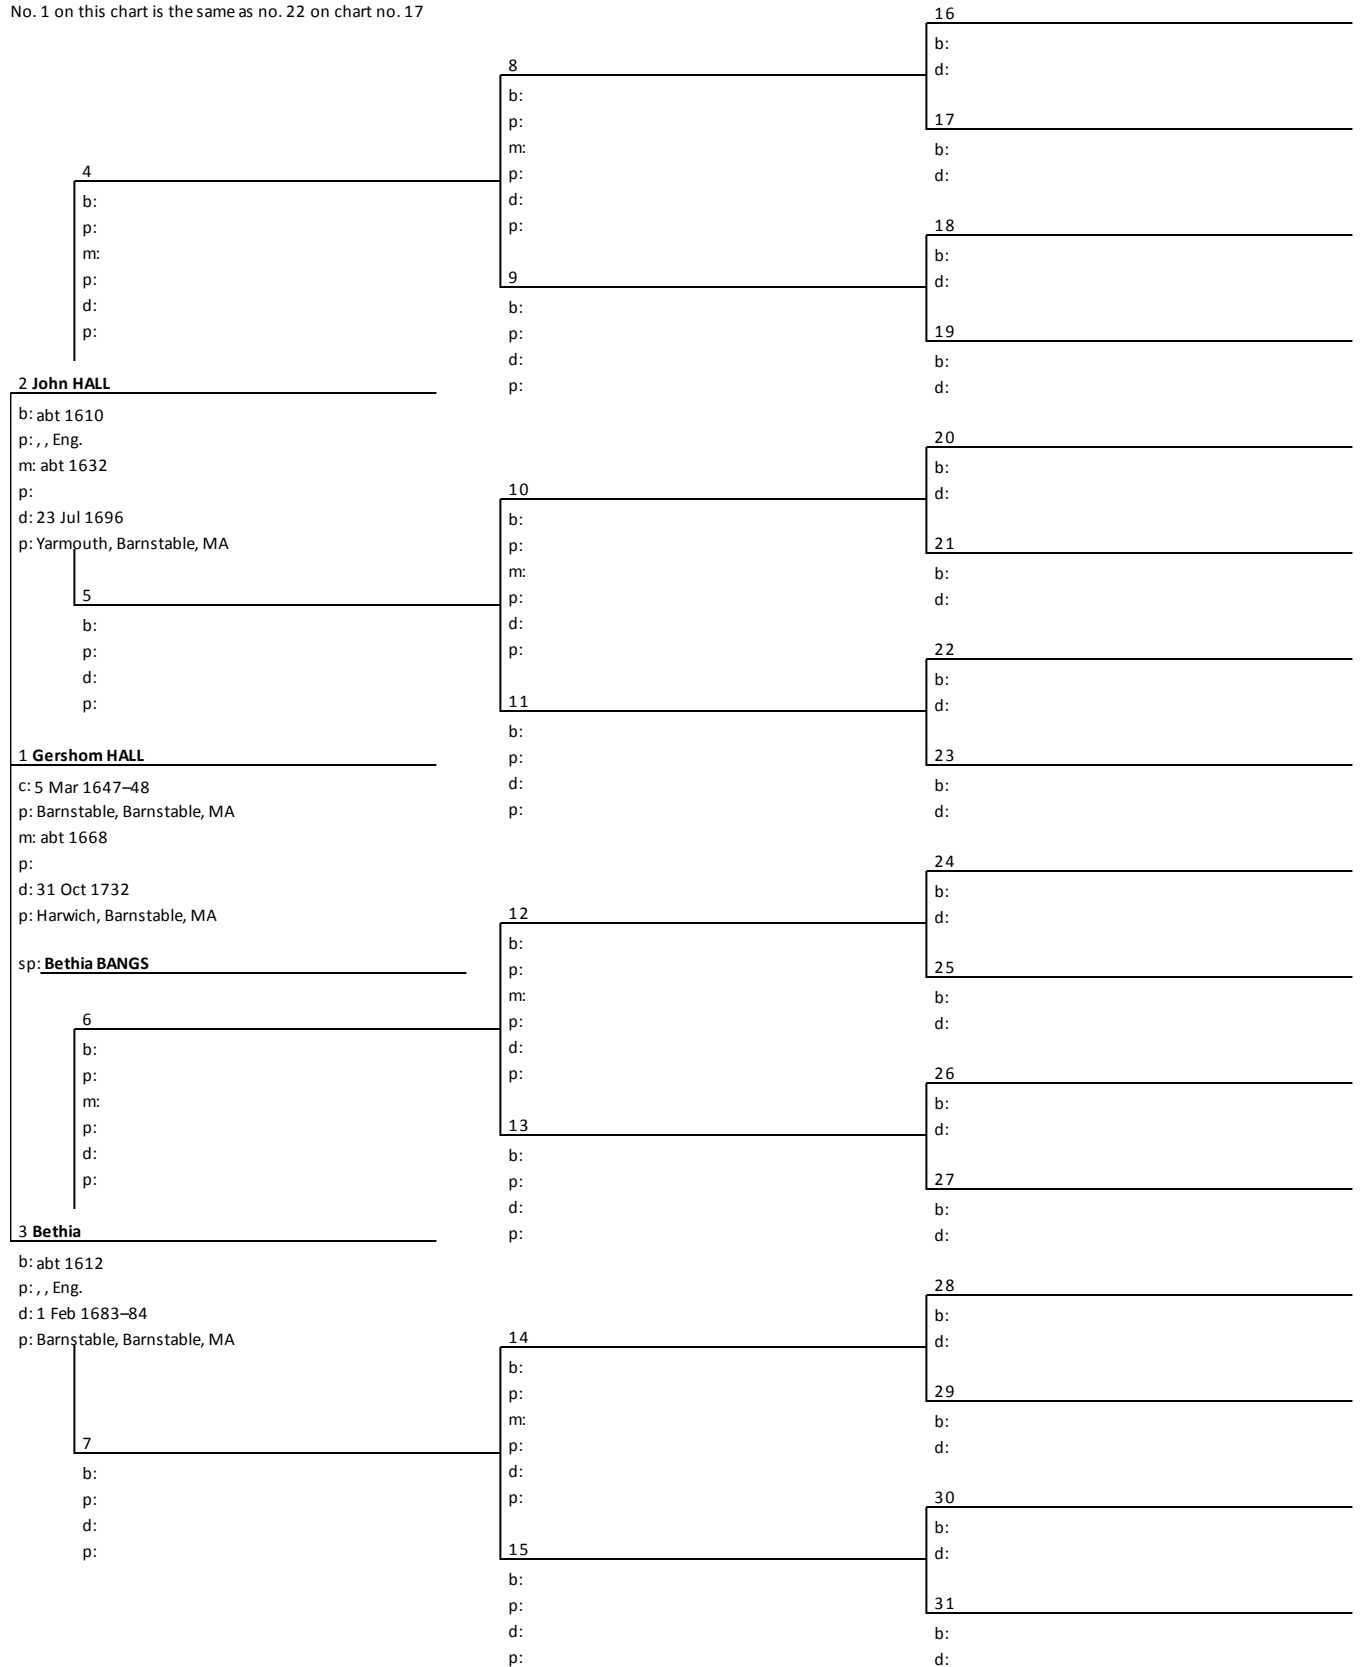 No. 1 on this chart is the same as no. 22 on chart no. 17
4
b:
p:
m:
p:
d:
p:
2 John HALL
b: abt 1610
p: , , Eng.
m: abt 1632
p:
d: 23 Jul 1696
p: Yarmouth, Barnstable, MA
5
b:
p:
d:
p:
1 Gershom HALL
c: 5 Mar 1647–48
p: Barnstable, Barnstable, MA
m: abt 1668
p:
d: 31 Oct 1732
p: Harwich, Barnstable, MA
sp: Bethia BANGS
6
b:
p:
m:
p:
d:
p:
3 Bethia
b: abt 1612
p: , , Eng.
d: 1 Feb 1683–84
p: Barnstable, Barnstable, MA
7
b:
p:
d:
p:
8
b:
p:
m:
p:
d:
p:
9
b:
p:
d:
p:
10
b:
p:
m:
p:
d:
p:
11
b:
p:
d:
p:
12
b:
p:
m:
p:
d:
p:
13
b:
p:
d:
p:
14
b:
p:
m:
p:
d:
p:
15
b:
p:
d:
p:
16
b:
d:
17
b:
d:
18
b:
d:
19
b:
d:
20
b:
d:
21
b:
d:
22
b:
d:
23
b:
d:
24
b:
d:
25
b:
d:
26
b:
d:
27
b:
d:
28
b:
d:
29
b:
d:
30
b:
d:
31
b:
d: